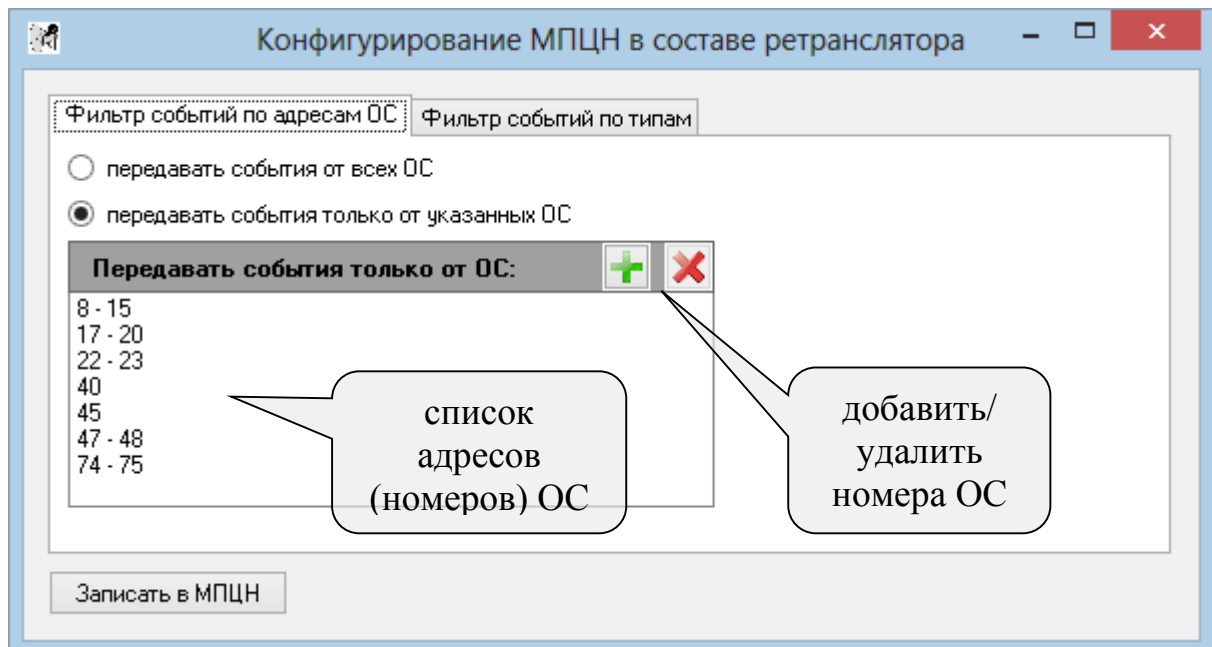 Конфигурирование МПЦН в составе ретранслятора
Фильтр событий по адресам ОС
Фильтр событий по типам
передавать события от всех ОС
передавать события только от указанных ОС
Передавать события только от ОС:
8 - 15
17 - 20
22 - 23
40
45
47 - 48
74 - 75
список
адресов
(номеров) ОС
добавить/
удалить
номера ОС
Записать в МПЦН